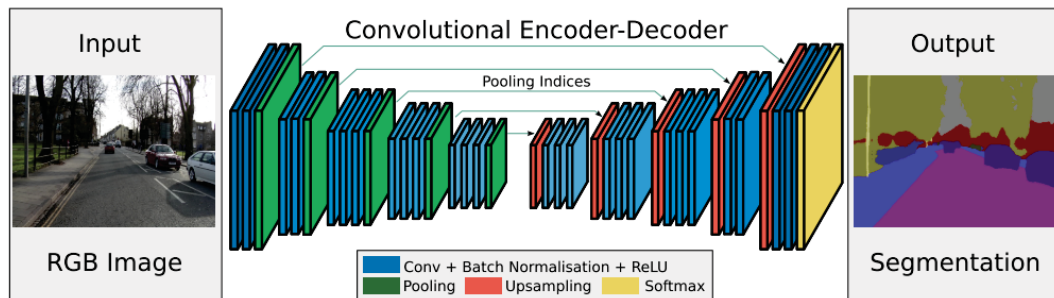 Input
RGB Image
Convolutional Encoder-Decoder
Pooling Indices
Conv + Batch Normalisation + ReLU
Pooling
Upsampling
Softmax
Output
Segmentation